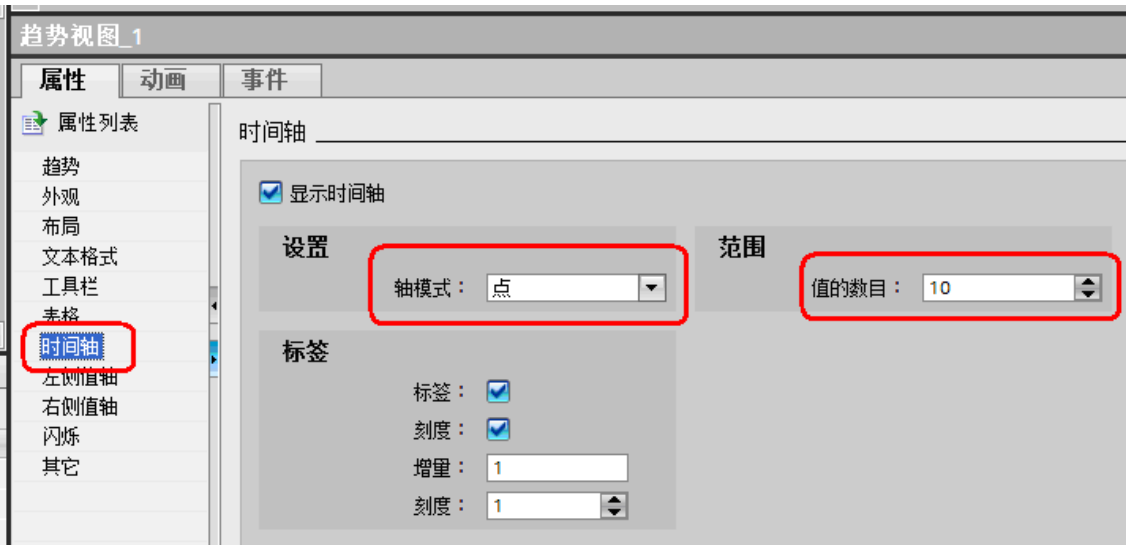 趋势视图_1
属性 动画 事件
属性列表
趋势
外观
布局
文本格式
工具栏
表格
时间轴
左侧值轴
右侧值轴
闪烁
其它
时间轴
显示时间轴
设置
轴模式： 点
范围
值的数目： 10
标签
标签：
刻度：
增量： 1
刻度： 1